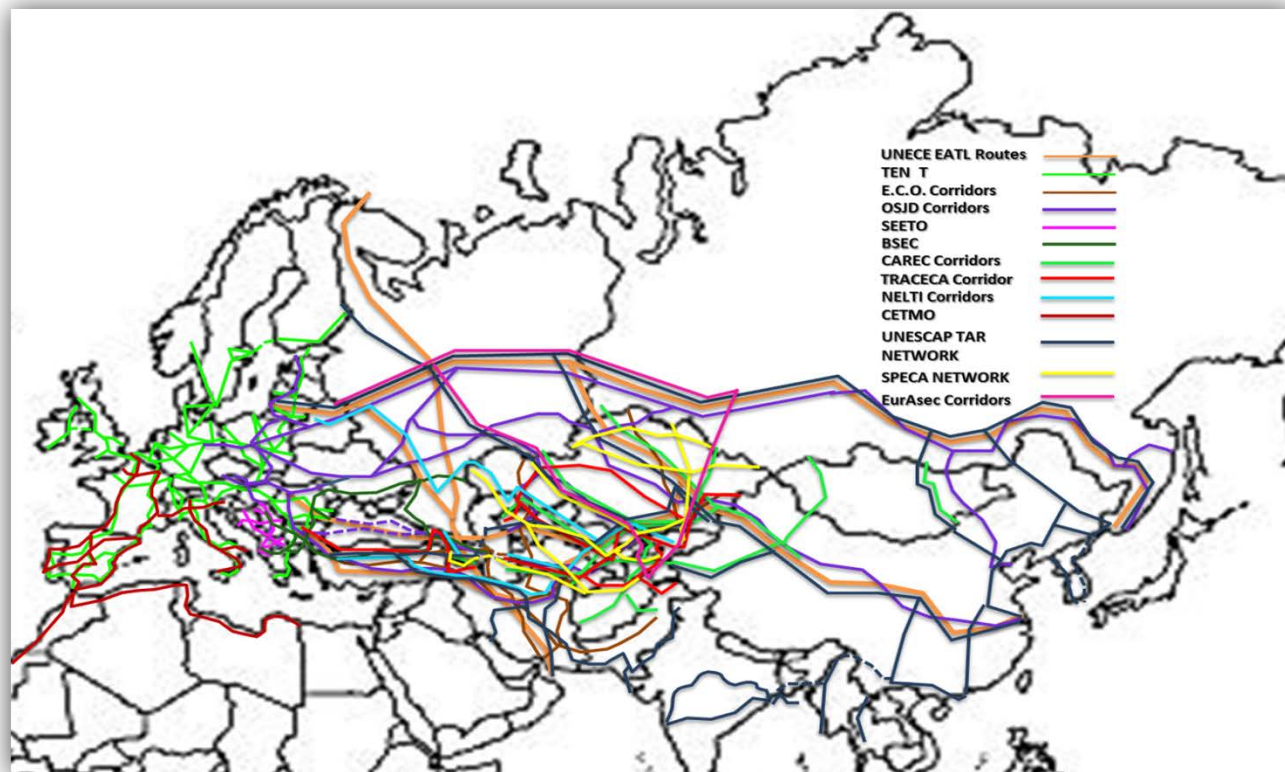 UNECE EATL Routes
TEN T
E.C.O. Corridors
OSJD Corridors
SEETO
BSEC
CAREC Corridors
TRACECA Corridor
NELTI Corridors
CETMO
UNESCAP TAR
NETWORK
SPECA NETWORK
EurAsec Corridors